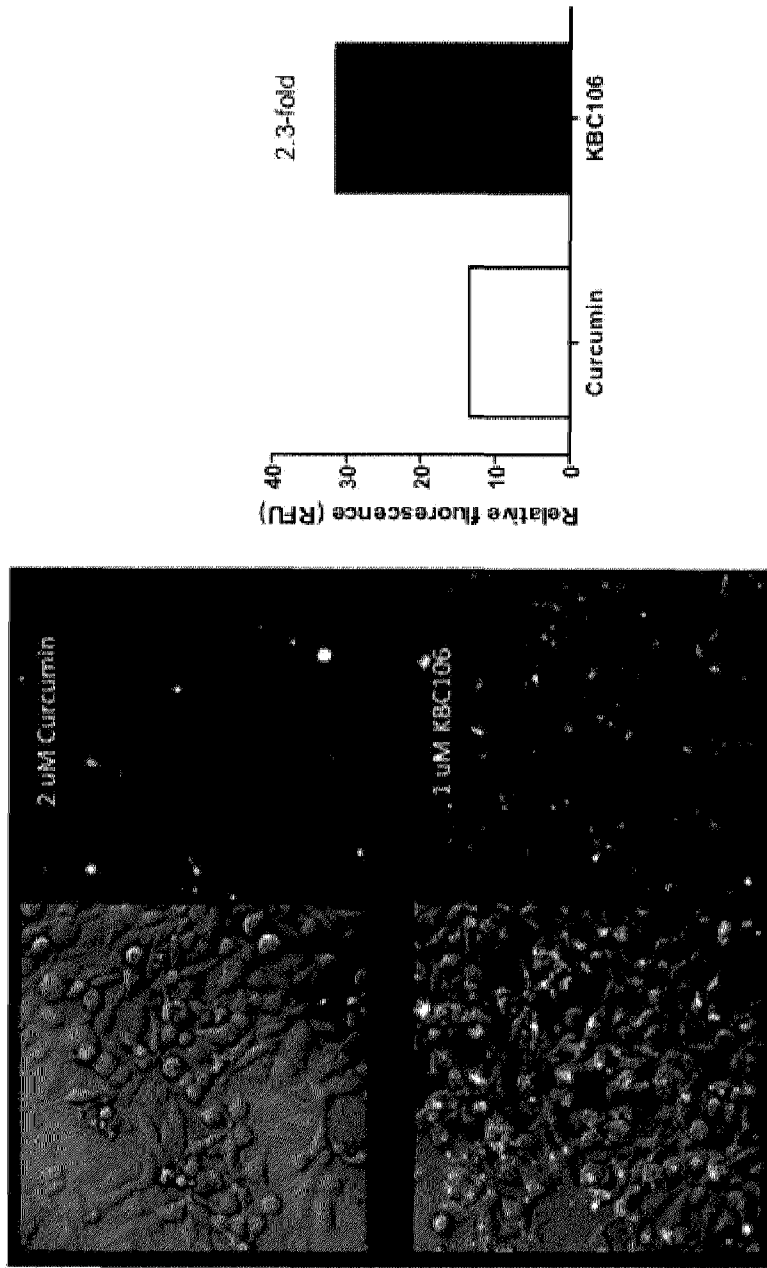 2 uM Curcumin
1 uM KBC106
Relative fluorescence (RFU)
40
30
20
10
0
2.3-fold
Curcumin
KBC106